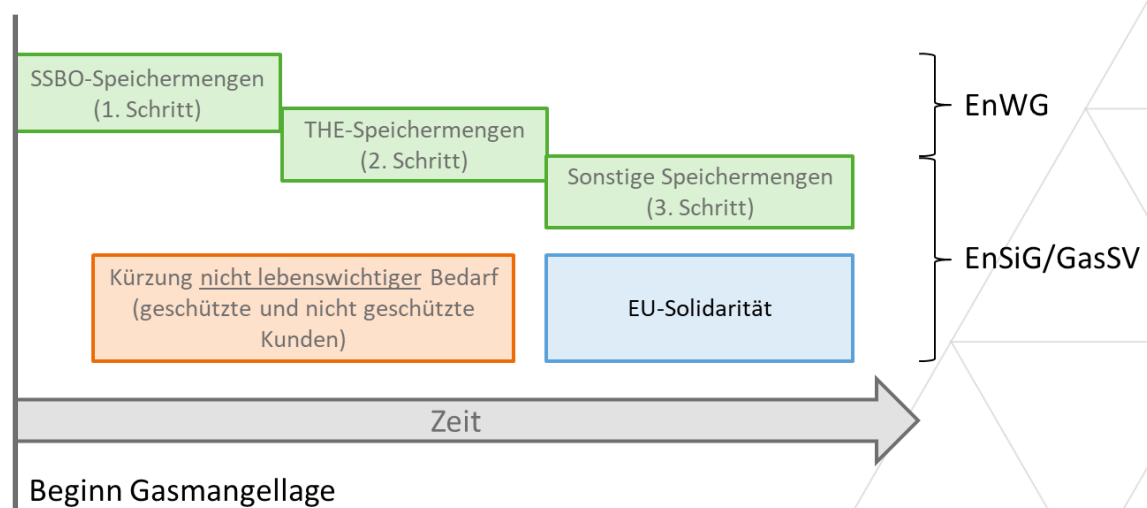 SSBO-Speichermengen
(1. Schritt)
THE-Speichermengen
(2. Schritt)
Sonstige Speichermengen
(3. Schritt)
EnWG
Kürzung nicht lebenswichtiger Bedarf
(geschützte und nicht geschützte
Kunden)
EU-Solidarität
EnSiG/GasSV
Zeit
Beginn Gasmangellage